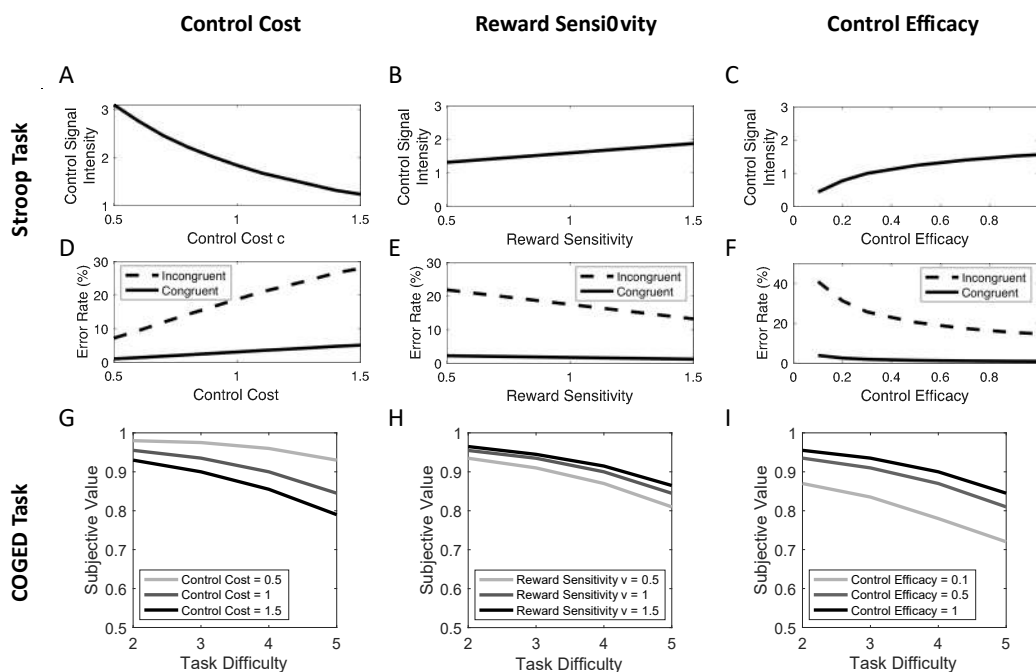 Control Cost
Reward Sensi0vity
Control Efficacy
Stroop Task
A
B
C
Control Signal
Intensity
3
2
1
0.5
1
1.5
Control Cost c
Control Signal
Intensity
3
2
1
0
0.5
1
1.5
Reward Sensitivity
Control Signal
Intensity
3
2
1
0
0
0.2
0.4
0.6
0.8
Control Efficacy
D
E
F
Error Rate (%)
30
20
10
0
Incongruent
Congruent
0.5
1
1.5
Control Cost
Error Rate (%)
30
20
10
0
Incongruent
Congruent
0.5
1
1.5
Reward Sensitivity
Error Rate (%)
40
20
0
Incongruent
Congruent
0
0.2
0.4
0.6
0.8
Control Efficacy
COGED Task
G
H
I
Subjective Value
1
0.9
0.8
0.7
0.6
0.5
Control Cost = 0.5
Control Cost = 1
Control Cost = 1.5
2
3
4
5
Task Difficulty
Subjective Value
1
0.9
0.8
0.7
0.6
0.5
Reward Sensitivity v = 0.5
Reward Sensitivity v = 1
Reward Sensitivity v = 1.5
2
3
4
5
Task Difficulty
Subjective Value
1
0.9
0.8
0.7
0.6
0.5
Control Efficacy = 0.1
Control Efficacy = 0.5
Control Efficacy = 1
2
3
4
5
Task Difficulty